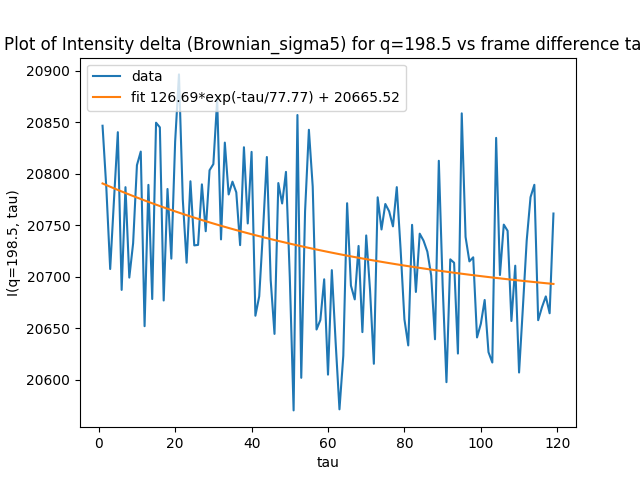 Plot of Intensity delta (Brownian_sigma5) for q=198.5 vs frame difference ta
data
fit 126.69*exp(-tau/77.77) + 20665.52
I(q=198.5, tau)
20900
20850
20800
20750
20700
20650
20600
0 20 40 60 80 100 120
tau